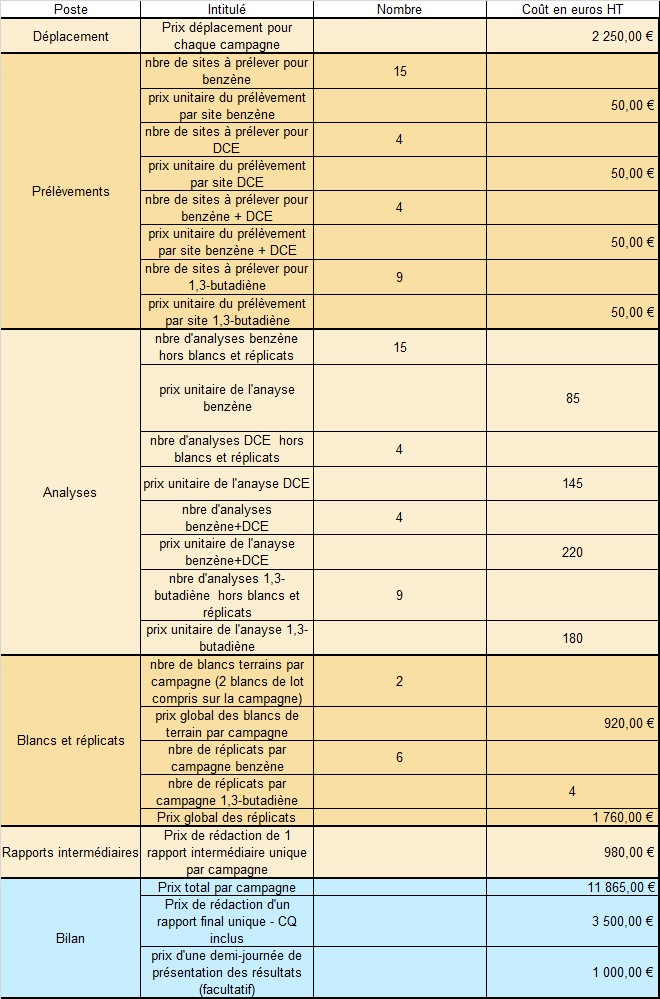 Poste Intitulé Nombre Coût en euros HT
Déplacement
Prix déplacement pour
chaque campagne
2 250,00 €
Prélèvements
nbre de sites à prélever pour
benzène
15
prix unitaire du prélèvement
par site benzène
50,00 €
nbre de sites à prélever pour
DCE
4
prix unitaire du prélèvement
par site DCE
50,00 €
nbre de sites à prélever pour
benzène + DCE
4
prix unitaire du prélèvement
par site benzène + DCE
50,00 €
nbre de sites à prélever pour
1,3-butadiène
9
prix unitaire du prélèvement
par site 1,3-butadiène
50,00 €
Analyses
nbre d'analyses benzène
hors blancs et réplicats
15
prix unitaire de l'anayse
benzène
85
nbre d'analyses DCE hors
blancs et réplicats
4
prix unitaire de l'anayse DCE
145
nbre d'analyses
benzène+DCE
4
prix unitaire de l'anayse
benzène+DCE
220
nbre d'analyses 1,3-
butadiène hors blancs et
réplicats
9
prix unitaire de l'anayse 1,3-
butadiène
180
Blancs et réplicats
nbre de blancs terrains par
campagne (2 blancs de lot
compris sur la campagne)
2
prix global des blancs de
terrain par campagne
920,00 €
nbre de réplicats par
campagne benzène
6
nbre de réplicats par
campagne 1,3-butadiène
4
Prix global des réplicats
1 760,00 €
Rapports intermédiaires
Prix de rédaction de 1
rapport intermédiaire unique
par campagne
980,00 €
Bilan
Prix total par campagne
11 865,00 €
Prix de rédaction d'un
rapport final unique - CQ
inclus
3 500,00 €
prix d'une demi-journée de
présentation des résultats
(facultatif)
1 000,00 €